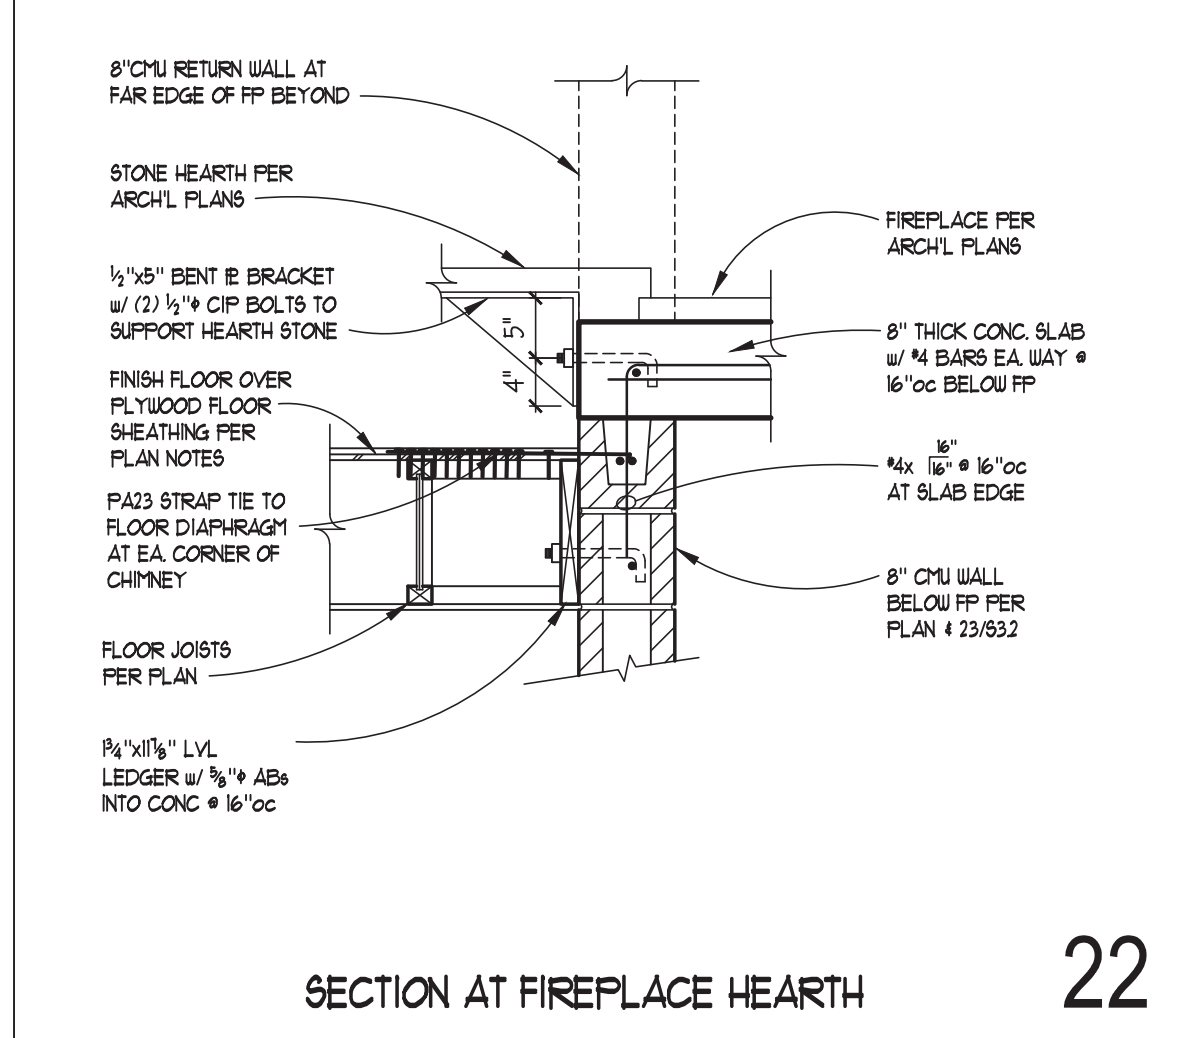 8"CMU RETURN WALL AT
FAR EDGE OF FP BEYOND
STONE HEARTH PER
ARCH'L PLANS
½"x5" BENT ℄ BRACKET
w/ (2) ½"ϕ CIP BOLTS TO
SUPPORT HEARTH STONE
FINISH FLOOR OVER
PLYWOOD FLOOR
SHEATHING PER
PLAN NOTES
PA23 STRAP TIE TO
FLOOR DIAPHRAGM
AT EA. CORNER OF
CHIMNEY
FLOOR JOISTS
PER PLAN
1¾"x11⅞" LVL
LEDGER w/ ⅝"ϕ ABs
INTO CONC @ 16"oc
5"
4"
FIREPLACE PER
ARCH'L PLANS
8" THICK CONC. SLAB
w/ #4 BARS EA. WAY @
16"oc BELOW FP
16"
#4x 16" @ 16"oc
AT SLAB EDGE
8" CMU WALL
BELOW FP PER
PLAN & 23/S3.2
SECTION AT FIREPLACE HEARTH
22